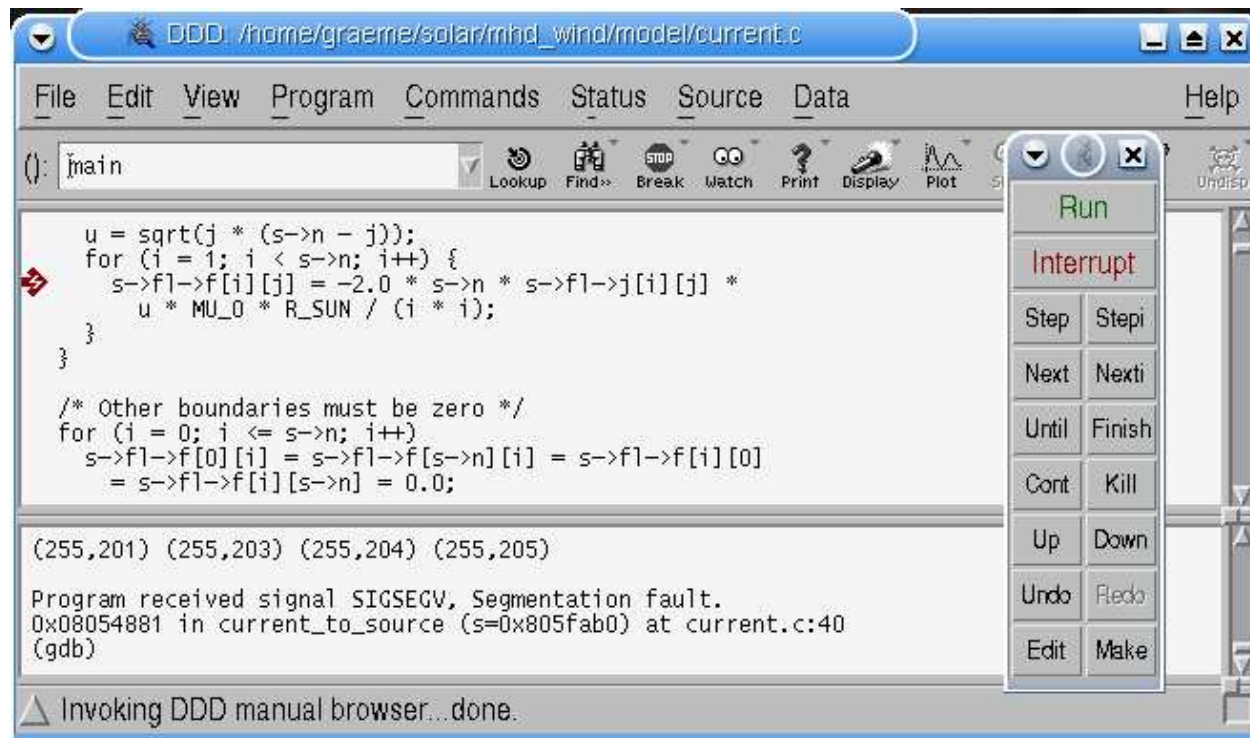 DDD: /home/graeme/solar/mhd_wind/model/current.c
File Edit View Program Commands Status Source Data Help
(): main Lookup Find» Break Watch Print Display Plot
STOP
Run
Interrupt
Step Stepi
Next Nexti
Until Finish
Cont Kill
Up Down
Undo Redo
Edit Make
u = sqrt(j * (s->n - j));
for (i = 1; i < s->n; i++) {
s->fl->f[i][j] = -2.0 * s->n * s->fl->j[i][j] *
u * MU_0 * R_SUN / (i * i);
}
}
/* Other boundaries must be zero */
for (i = 0; i <= s->n; i++)
s->fl->f[0][i] = s->fl->f[s->n][i] = s->fl->f[i][0]
= s->fl->f[i][s->n] = 0.0;
(255,201) (255,203) (255,204) (255,205)
Program received signal SIGSEGV, Segmentation fault.
0x08054881 in current_to_source (s=0x805fab0) at current.c:40
(gdb)
Invoking DDD manual browser...done.